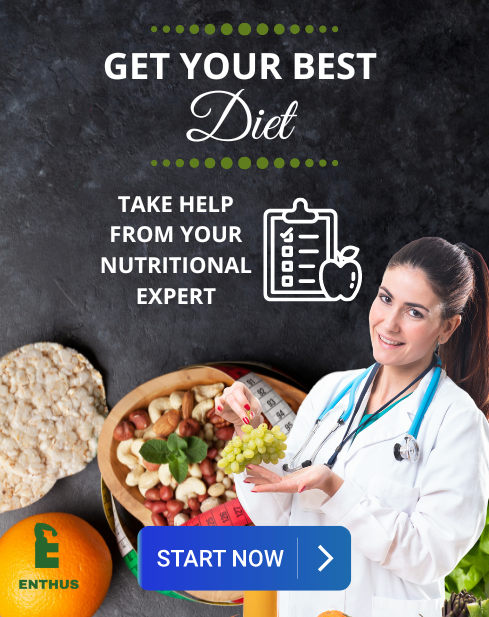 GET YOUR BEST
Diet
TAKE HELP
FROM YOUR
NUTRITIONAL
EXPERT
START NOW
ENTHUS